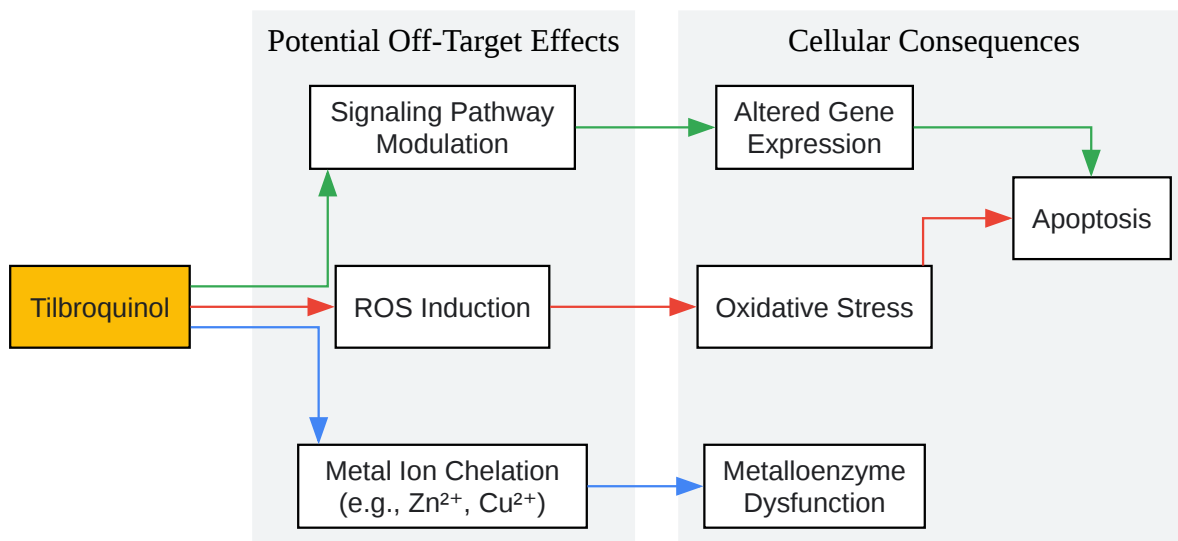 Potential Off-Target Effects
Cellular Consequences
Signaling Pathway
Modulation
Altered Gene
Expression
Apoptosis
Tilbroquinol
ROS Induction
Oxidative Stress
Metal Ion Chelation
(e.g., Zn²⁺, Cu²⁺)
Metalloenzyme
Dysfunction